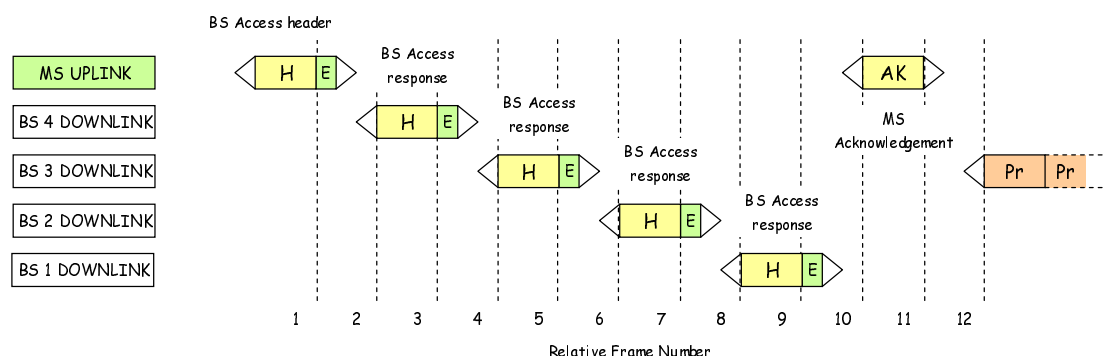 BS Access header
MS UPLINK
H E
BS Access
response
AK
BS 4 DOWNLINK
H E
BS Access
response
MS
Acknowledgement
BS 3 DOWNLINK
H E
BS Access
response
Pr Pr
BS 2 DOWNLINK
H E
BS Access
response
BS 1 DOWNLINK
H E
1 2 3 4 5 6 7 8 9 10 11 12
Relative Frame Number